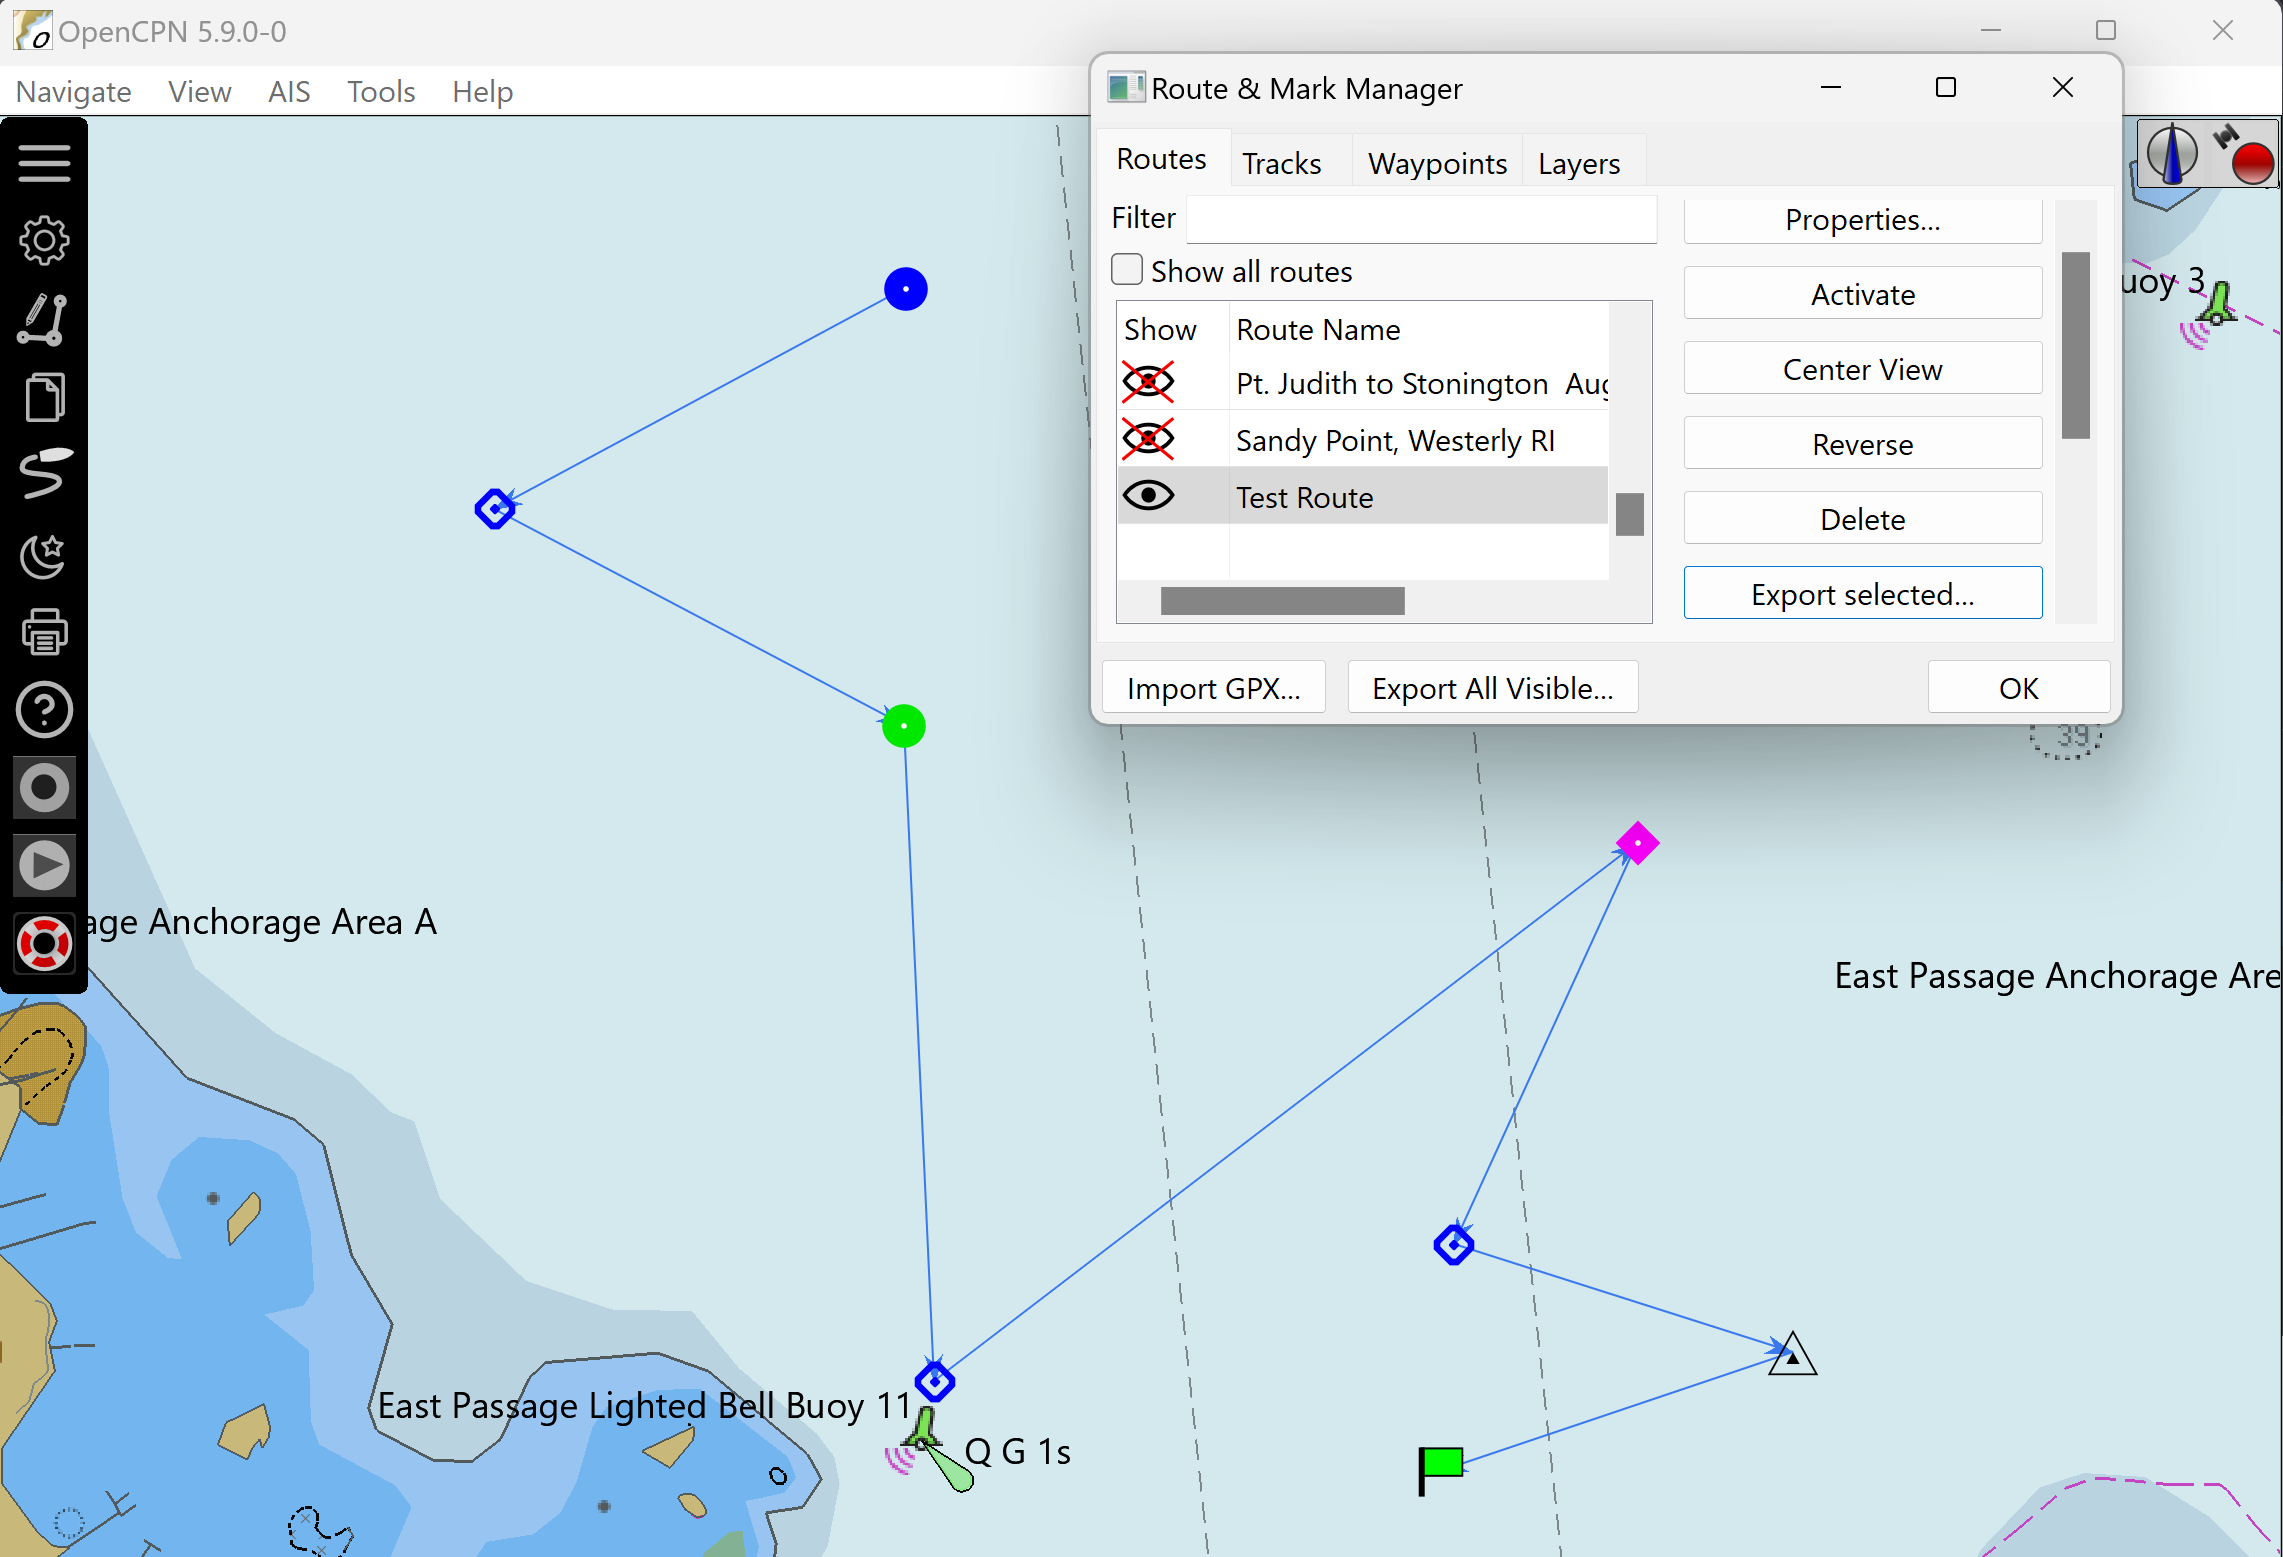 OpenCPN 5.9.0-0
Navigate View AIS Tools Help
Route & Mark Manager
Routes Tracks Waypoints Layers
Filter
Show all routes
Show Route Name
Pt. Judith to Stonington Aug
Sandy Point, Westerly RI
Test Route
Properties...
Activate
Center View
Reverse
Delete
Export selected...
Import GPX... Export All Visible... OK
uoy 3
39
age Anchorage Area A
East Passage Anchorage Are
East Passage Lighted Bell Buoy 11
Q G 1s